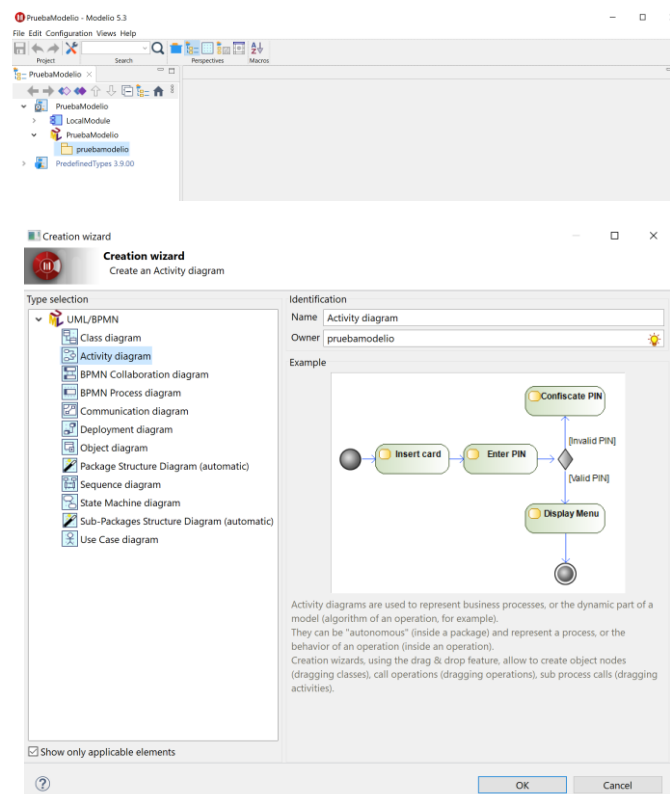 PruebaModelio - Modelio 5.3
File Edit Configuration Views Help
Project Search Perspectives Macros
PruebaModelio
PruebaModelio
LocalModule
PruebaModelio
pruebamodelio
PredefinedTypes 3.9.00
Creation wizard
Creation wizard
Create an Activity diagram
Type selection
UML/BPMN
Class diagram
Activity diagram
BPMN Collaboration diagram
BPMN Process diagram
Communication diagram
Deployment diagram
Object diagram
Package Structure Diagram (automatic)
Sequence diagram
State Machine diagram
Sub-Packages Structure Diagram (automatic)
Use Case diagram
Show only applicable elements
Identification
Name Activity diagram
Owner pruebamodelio
Example
Confiscate PIN
[Invalid PIN]
Insert card
Enter PIN
[Valid PIN]
Display Menu
Activity diagrams are used to represent business processes, or the dynamic part of a
model (algorithm of an operation, for example).
They can be "autonomous" (inside a package) and represent a process, or the
behavior of an operation (inside an operation).
Creation wizards, using the drag & drop feature, allow to create object nodes
(dragging classes), call operations (dragging operations), sub process calls (dragging
activities).
OK Cancel